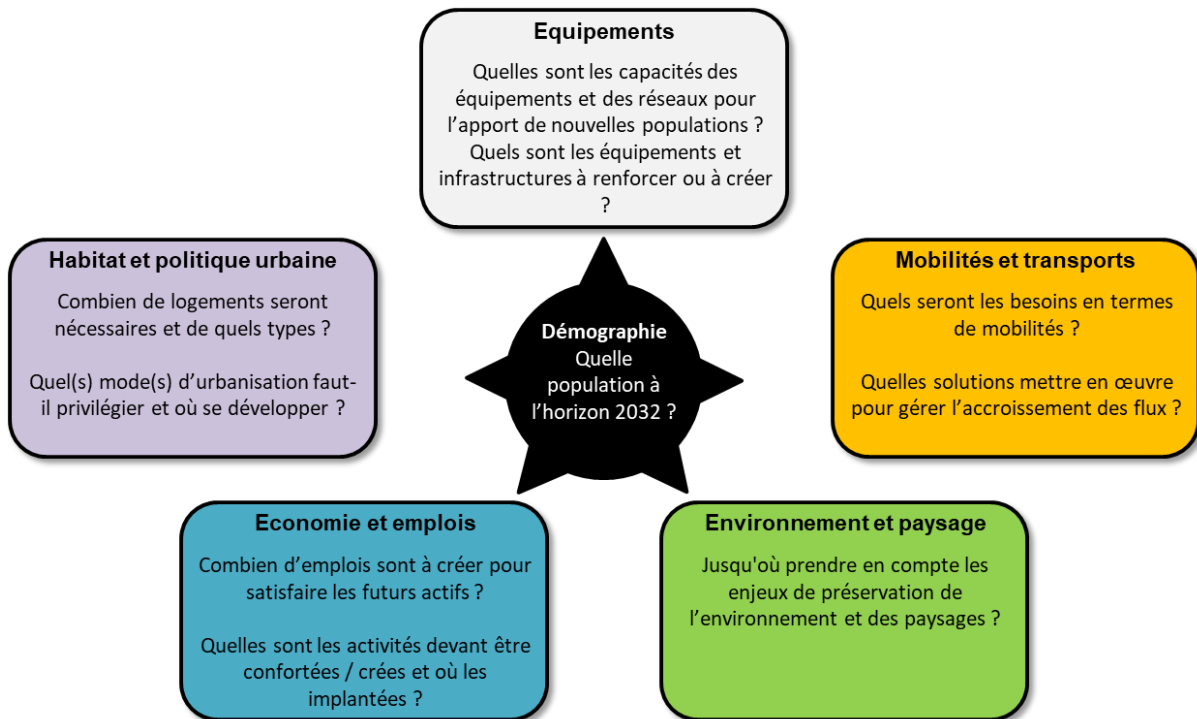 Equipements
Quelles sont les capacités des
équipements et des réseaux pour
l’apport de nouvelles populations ?
Quels sont les équipements et
infrastructures à renforcer ou à créer
?
Habitat et politique urbaine
Combien de logements seront
nécessaires et de quels types ?
Quel(s) mode(s) d’urbanisation faut-
il privilégier et où se développer ?
Démographie
Quelle
population à
l’horizon 2032 ?
Mobilités et transports
Quels seront les besoins en termes
de mobilités ?
Quelles solutions mettre en œuvre
pour gérer l’accroissement des flux ?
Economie et emplois
Combien d’emplois sont à créer pour
satisfaire les futurs actifs ?
Quelles sont les activités devant être
confortées / crées et où les
implantées ?
Environnement et paysage
Jusqu'où prendre en compte les
enjeux de préservation de
l’environnement et des paysages ?